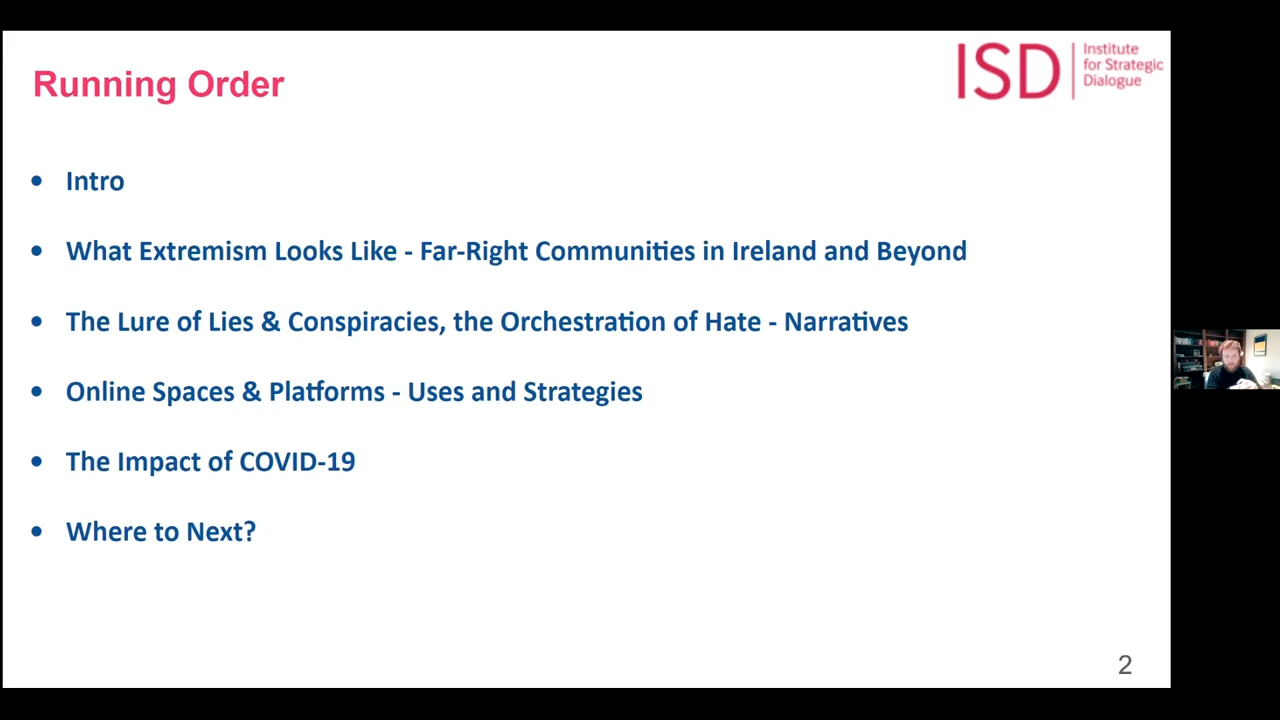 Running Order
ISD
Institute
for Strategic
Dialogue
• Intro
• What Extremism Looks Like - Far-Right Communities in Ireland and Beyond
• The Lure of Lies & Conspiracies, the Orchestration of Hate - Narratives
• Online Spaces & Platforms - Uses and Strategies
• The Impact of COVID-19
• Where to Next?
2